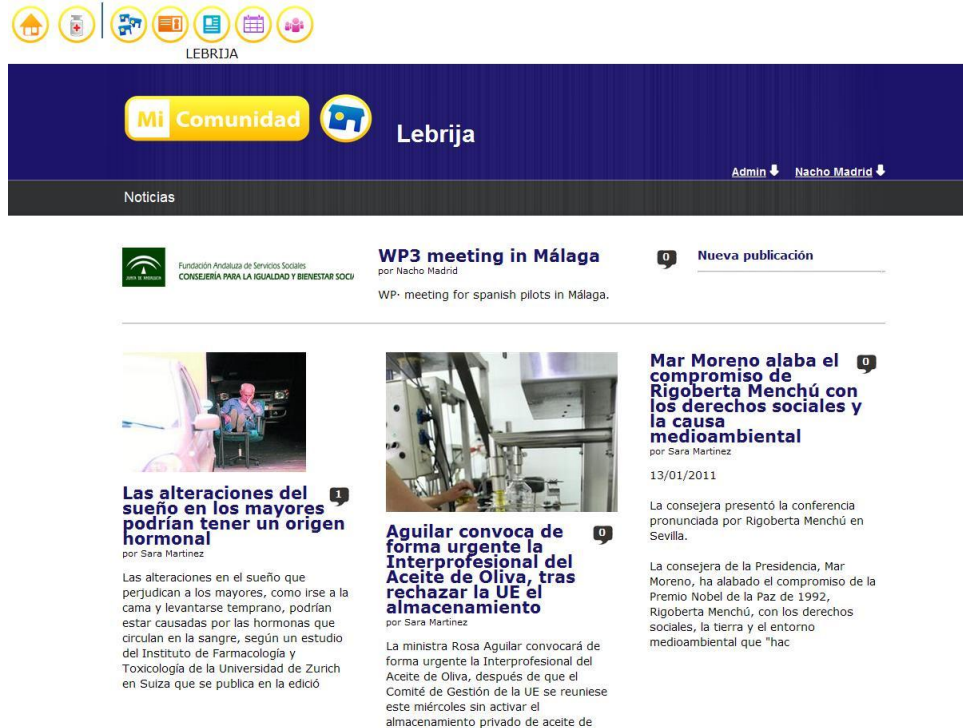 LEBRIJA
Mi Comunidad
Lebrija
Admin
Nacho Madrid
Noticias
Fundación Andaluza de Servicios Sociales
CONSEJERÍA PARA LA IGUALDAD Y BIENESTAR SOCI
WP3 meeting in Málaga
por Nacho Madrid
WP· meeting for spanish pilots in Málaga.
0
Nueva publicación
Las alteraciones del
sueño en los mayores
podrían tener un origen
hormonal
1
por Sara Martinez
Las alteraciones en el sueño que
perjudican a los mayores, como irse a la
cama y levantarse temprano, podrían
estar causadas por las hormonas que
circulan en la sangre, según un estudio
del Instituto de Farmacología y
Toxicología de la Universidad de Zurich
en Suiza que se publica en la edició
Aguilar convoca de
forma urgente la
Interprofesional del
Aceite de Oliva, tras
rechazar la UE el
almacenamiento
0
por Sara Martinez
La ministra Rosa Aguilar convocará de
forma urgente la Interprofesional del
Aceite de Oliva, después de que el
Comité de Gestión de la UE se reuniese
este miércoles sin activar el
almacenamiento privado de aceite de
Mar Moreno alaba el
compromiso de
Rigoberta Menchú con
los derechos sociales y
la causa
medioambiental
0
por Sara Martinez
13/01/2011
La consejera presentó la conferencia
pronunciada por Rigoberta Menchú en
Sevilla.
La consejera de la Presidencia, Mar
Moreno, ha alabado el compromiso de la
Premio Nobel de la Paz de 1992,
Rigoberta Menchú, con los derechos
sociales, la tierra y el entorno
medioambiental que "hac